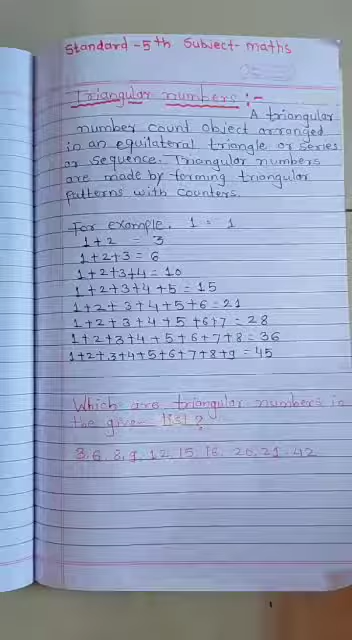 Standard-5th Subject- maths
Triangular numbers :-
A triangular
number count object arranged
in an equilateral triangle or series
or sequence. Triangular numbers
are made by forming triangular
patterns with counters.
For example, 1 = 1
1+2 = 3
1+2+3 = 6
1+2+3+4 = 10
1+2+3+4+5 = 15
1+2+3+4+5+6 = 21
1+2+3+4+5+6+7 = 28
1+2+3+4+5+6+7+8 = 36
1+2+3+4+5+6+7+8+9 = 45
Which are triangular numbers in
the given list?
3, 6, 8, 9, 12, 15, 16, 20, 21, 42